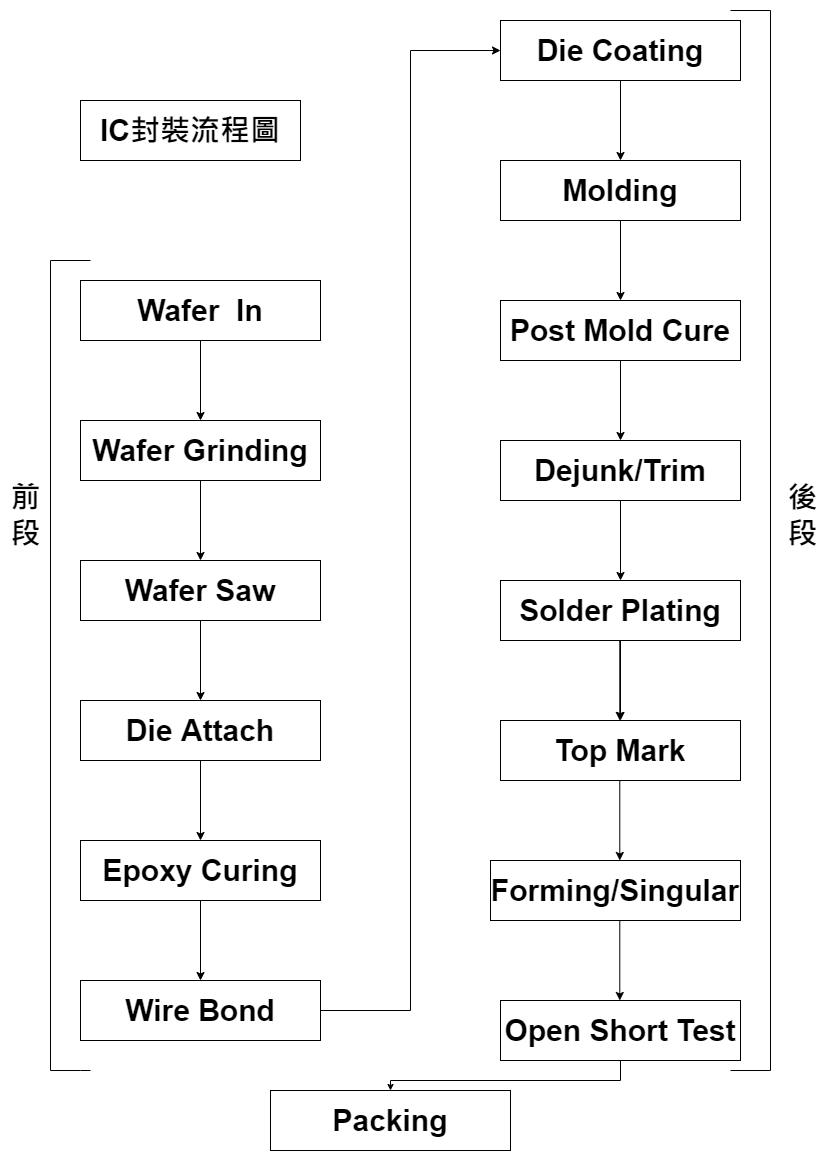 IC封裝流程圖
前
段
Wafer  In
Wafer Grinding
Wafer Saw
Die Attach
Epoxy Curing
Wire Bond
Die Coating
Molding
Post Mold Cure
Dejunk/Trim
Solder Plating
Top Mark
Forming/Singular
Open Short Test
後
段
Packing